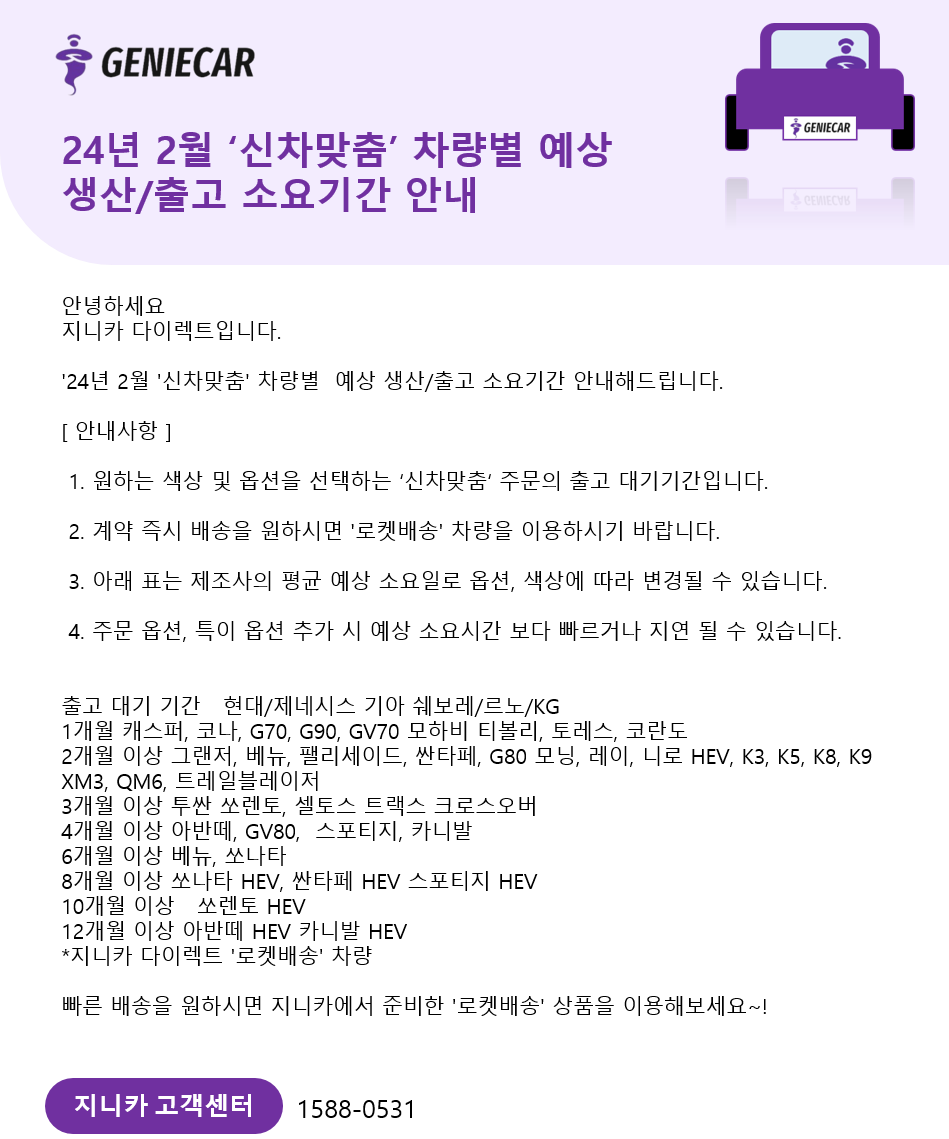 GENIECAR
GENIECAR
24년 2월 ‘신차맞춤’ 차량별 예상
생산/출고 소요기간 안내
안녕하세요
지니카 다이렉트입니다.
'24년 2월 '신차맞춤' 차량별  예상 생산/출고 소요기간 안내해드립니다.
[ 안내사항 ]
1. 원하는 색상 및 옵션을 선택하는 ‘신차맞춤’ 주문의 출고 대기기간입니다.
2. 계약 즉시 배송을 원하시면 '로켓배송' 차량을 이용하시기 바랍니다.
3. 아래 표는 제조사의 평균 예상 소요일로 옵션, 색상에 따라 변경될 수 있습니다.
4. 주문 옵션, 특이 옵션 추가 시 예상 소요시간 보다 빠르거나 지연 될 수 있습니다.
출고 대기 기간   현대/제네시스 기아 쉐보레/르노/KG
1개월 캐스퍼, 코나, G70, G90, GV70 모하비 티볼리, 토레스, 코란도
2개월 이상 그랜저, 베뉴, 팰리세이드, 싼타페, G80 모닝, 레이, 니로 HEV, K3, K5, K8, K9
XM3, QM6, 트레일블레이저
3개월 이상 투싼 쏘렌토, 셀토스 트랙스 크로스오버
4개월 이상 아반떼, GV80,  스포티지, 카니발
6개월 이상 베뉴, 쏘나타
8개월 이상 쏘나타 HEV, 싼타페 HEV 스포티지 HEV
10개월 이상   쏘렌토 HEV
12개월 이상 아반떼 HEV 카니발 HEV
*지니카 다이렉트 '로켓배송' 차량
빠른 배송을 원하시면 지니카에서 준비한 '로켓배송' 상품을 이용해보세요~!
지니카 고객센터 1588-0531